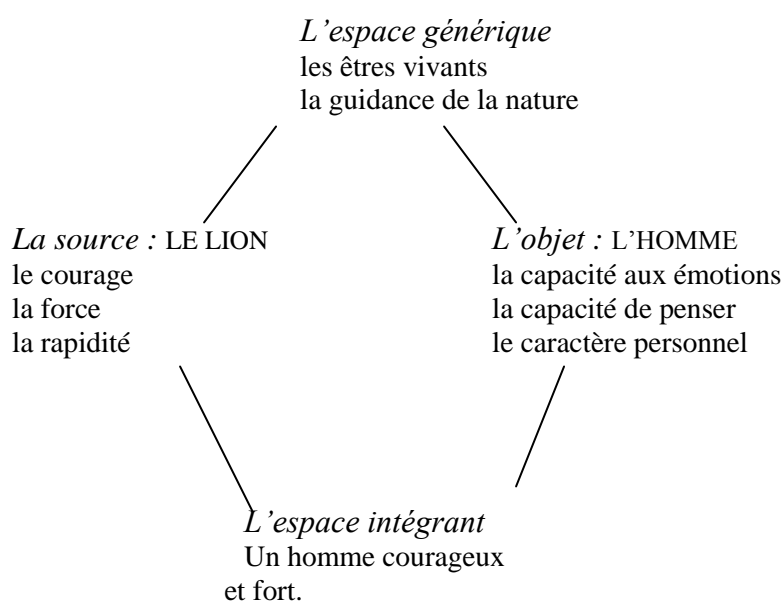 L’espace générique
les êtres vivants
la guidance de la nature
La source : LE LION
le courage
la force
la rapidité
L’objet : L’HOMME
la capacité aux émotions
la capacité de penser
le caractère personnel
L’espace intégrant
Un homme courageux
et fort.